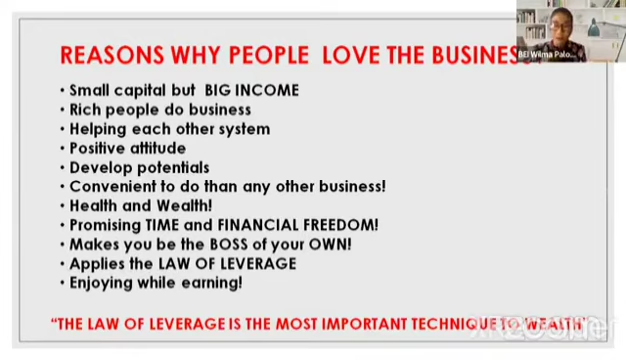 REASONS WHY PEOPLE LOVE THE BUSINESS
BEI Wilma Palo...
• Small capital but BIG INCOME
• Rich people do business
• Helping each other system
• Positive attitude
• Develop potentials
• Convenient to do than any other business!
• Health and Wealth!
• Promising TIME and FINANCIAL FREEDOM!
• Makes you be the BOSS of your OWN!
• Applies the LAW OF LEVERAGE
• Enjoying while earning!
"THE LAW OF LEVERAGE IS THE MOST IMPORTANT TECHNIQUE TO WEALTH"